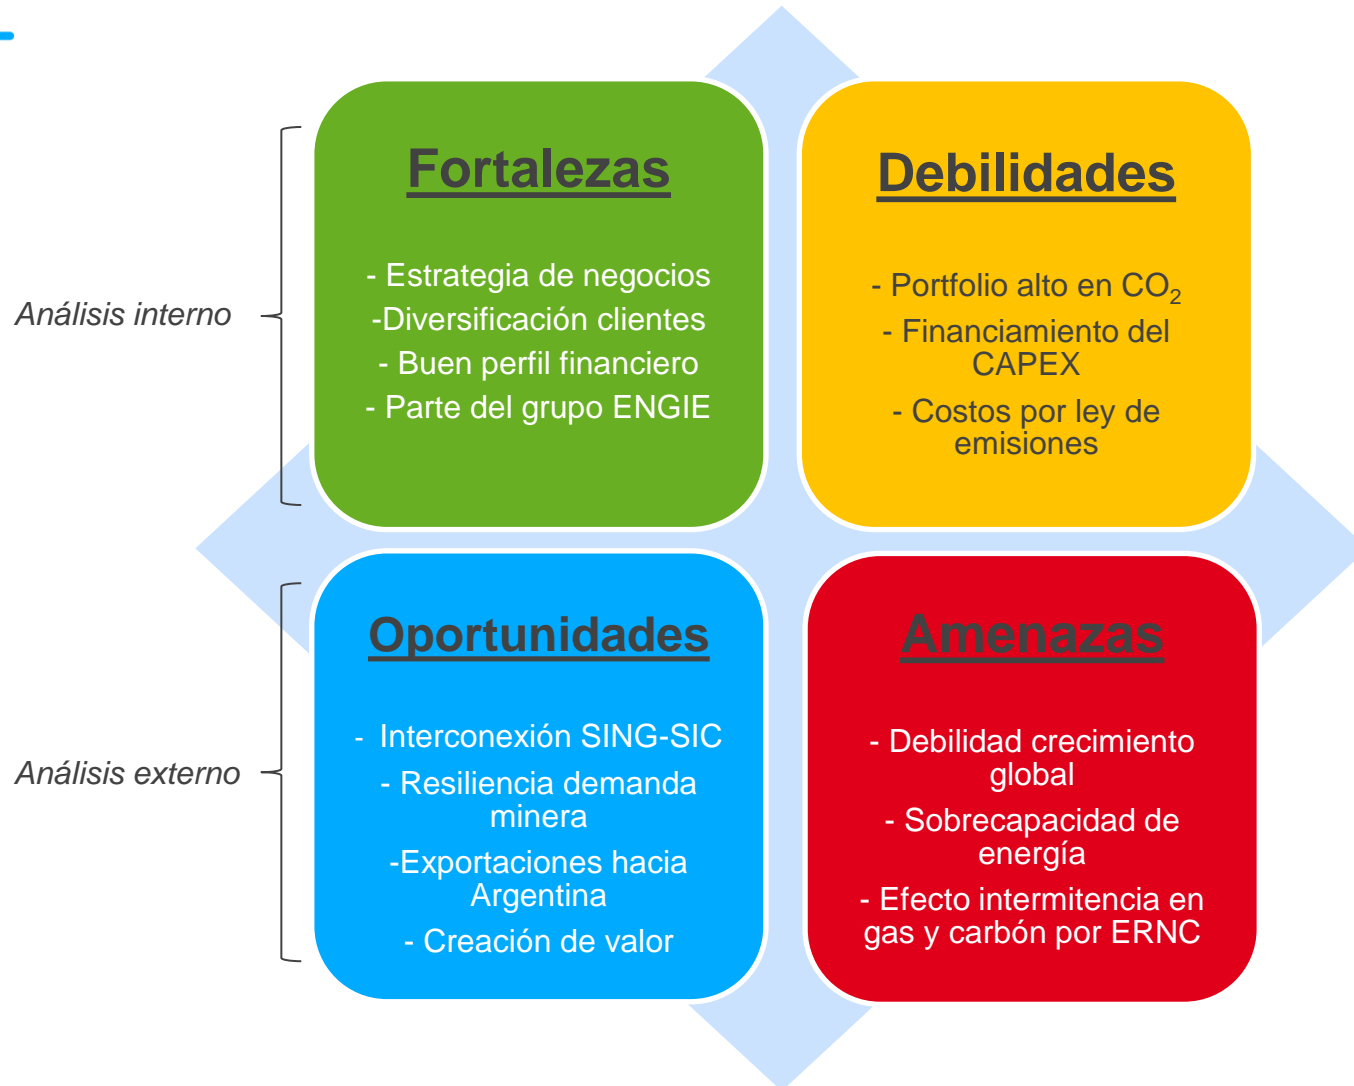 Análisis interno
Fortalezas
- Estrategia de negocios
-Diversificación clientes
- Buen perfil financiero
- Parte del grupo ENGIE
Debilidades
- Portfolio alto en CO₂
- Financiamiento del
CAPEX
- Costos por ley de
emisiones
Análisis externo
Oportunidades
- Interconexión SING-SIC
- Resiliencia demanda
minera
-Exportaciones hacia
Argentina
- Creación de valor
Amenazas
- Debilidad crecimiento
global
- Sobrecapacidad de
energía
- Efecto intermitencia en
gas y carbón por ERNC